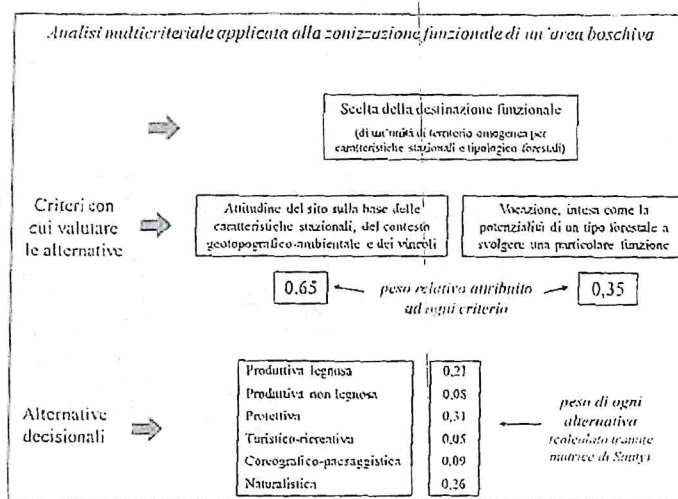 Analisi multicriteriale applicata alla zonizzazione funzionale di un'area boschiva
Scelta della destinazione funzionale
(di un'unità di territorio omogenea per
caratteristiche stazionali e tipologico forestali)
Criteri con
cui valutare
le alternative
Attitudine del sito sulla base delle
caratteristiche stazionali, del contesto
geotopografico-ambientale e dei vincoli
Vocazione, intesa come la
potenzialità di un tipo forestale a
svolgere una particolare funzione
0,65
peso relativo attribuito
ad ogni criterio
0,35
Alternative
decisionali
Produttiva legnosa 0,21
Produttiva non legnosa 0,08
Protettiva 0,31
Turistico-ricreativa 0,05
Coreografico-paesaggistica 0,09
Naturalistica 0,26
peso di ogni
alternativa
(calcolato tramite
matrice di Saaty)